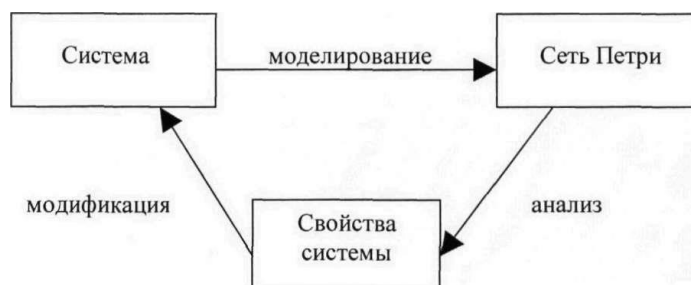 Система
моделирование
Сеть Петри
модификация
Свойства
системы
анализ